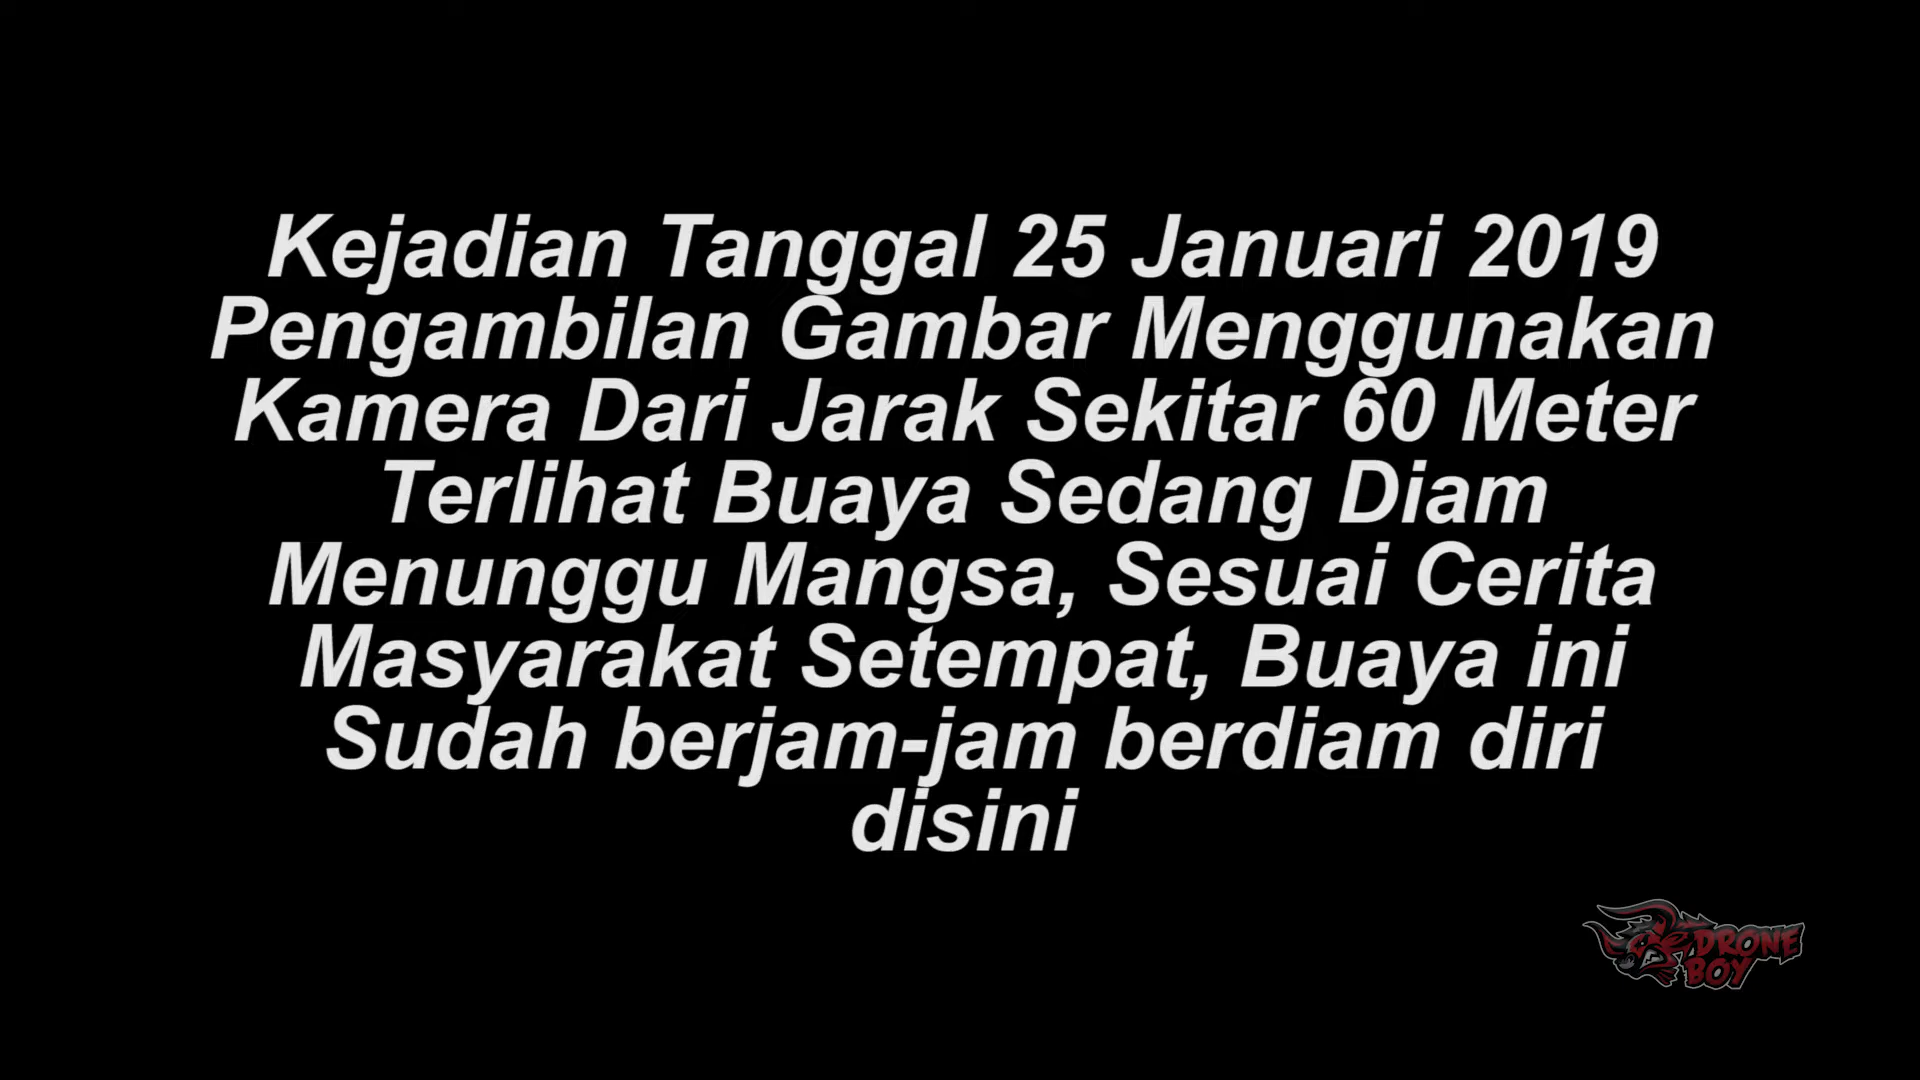 Kejadian Tanggal 25 Januari 2019
Pengambilan Gambar Menggunakan
Kamera Dari Jarak Sekitar 60 Meter
Terlihat Buaya Sedang Diam
Menunggu Mangsa, Sesuai Cerita
Masyarakat Setempat, Buaya ini
Sudah berjam-jam berdiam diri
disini
DRONE
BOY